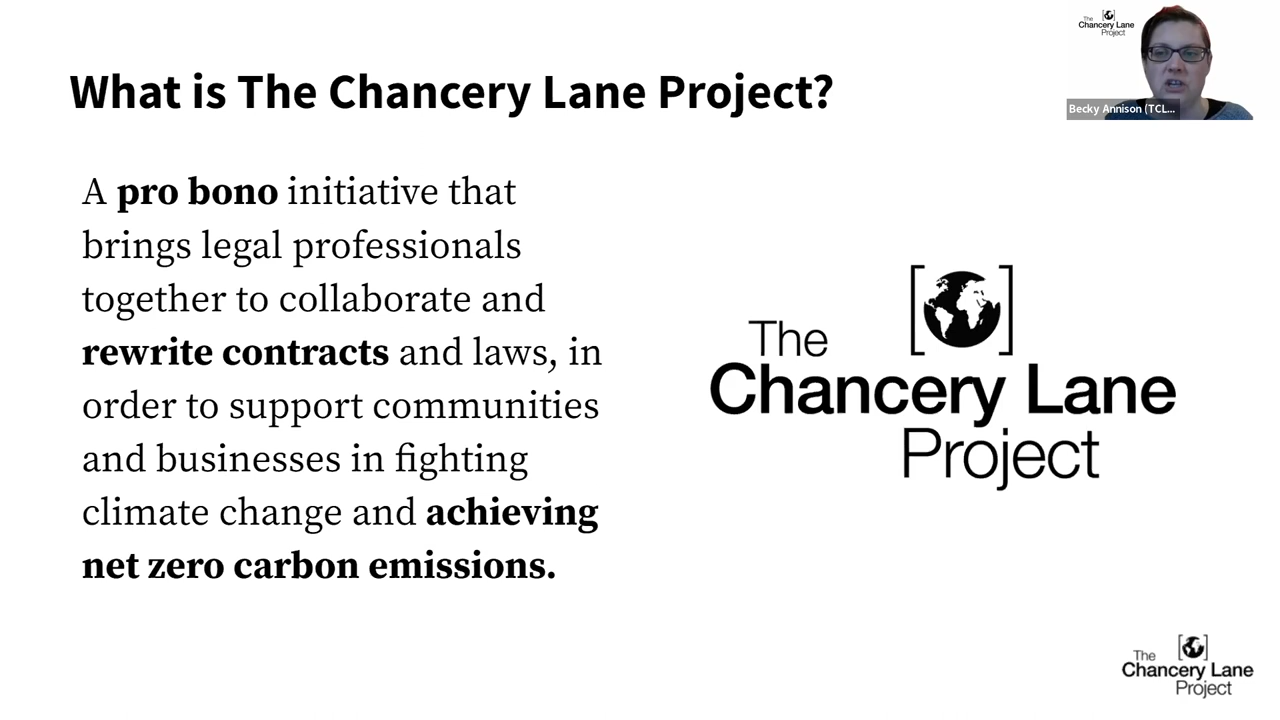 The
Chancery Lane
Project
Becky Annison (TCL...
What is The Chancery Lane Project?
A pro bono initiative that
brings legal professionals
together to collaborate and
rewrite contracts and laws, in
order to support communities
and businesses in fighting
climate change and achieving
net zero carbon emissions.
The
Chancery Lane
Project
The
Chancery Lane
Project